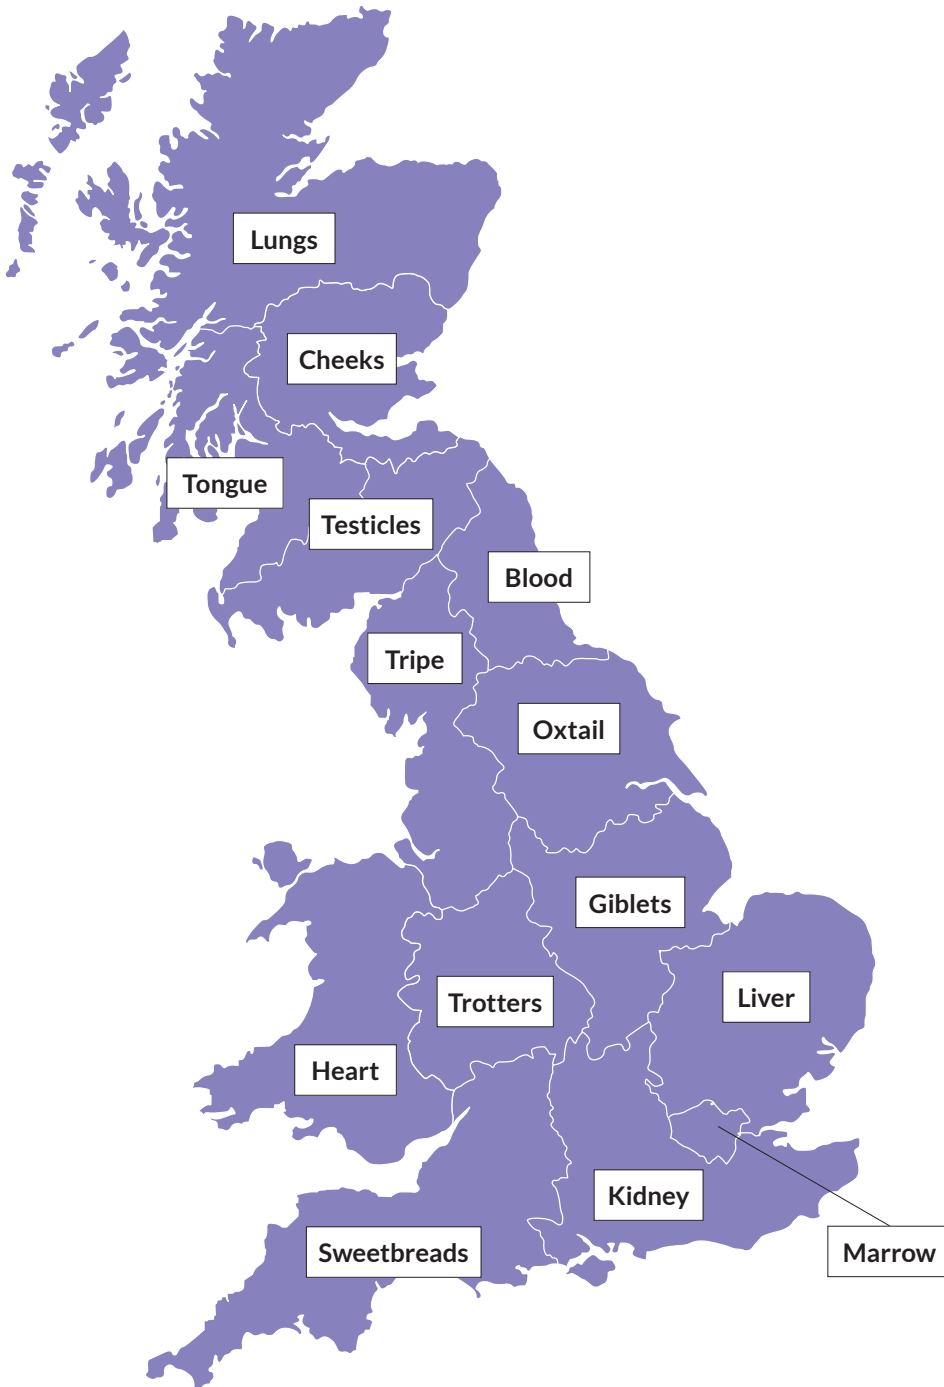 Lungs
Cheeks
Tongue
Testicles
Blood
Tripe
Oxtail
Giblets
Liver
Trotters
Heart
Kidney
Sweetbreads
Marrow